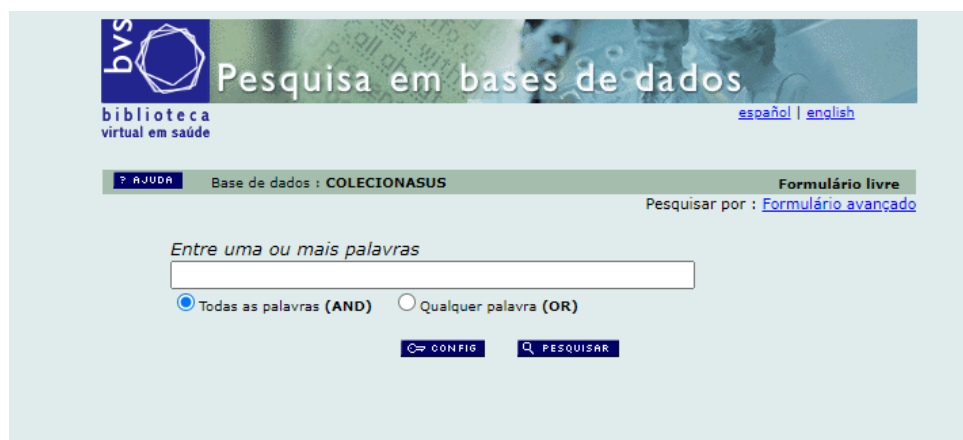 bvs
Pesquisa em bases de dados
biblioteca
virtual em saúde
español | english
? AJUDA
Base de dados : COLECIONASUS
Formulário livre
Pesquisar por : Formulário avançado
Entre uma ou mais palavras
Todas as palavras (AND) Qualquer palavra (OR)
CONFIG PESQUISAR